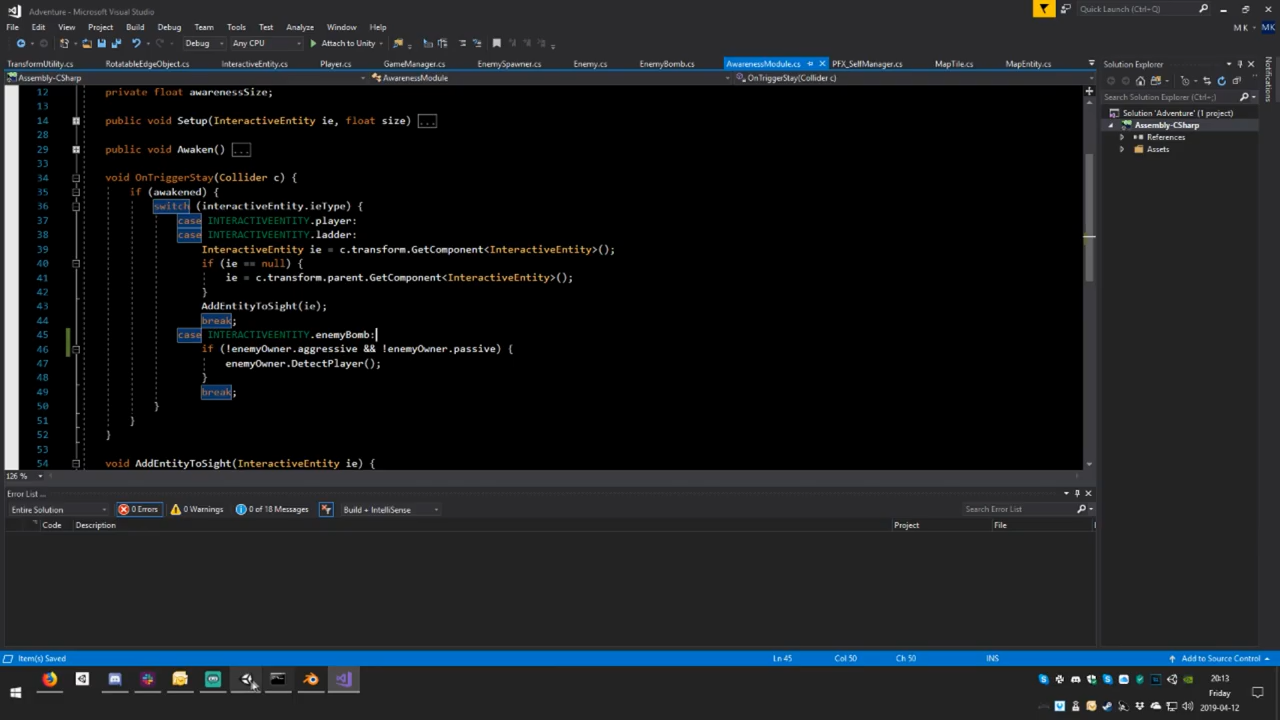 Adventure - Microsoft Visual Studio
Quick Launch (Ctrl+Q)
File Edit View Project Build Debug Team Tools Test Analyze Window Help
M K MK
Debug Any CPU Attach to Unity
TransformUtility.cs RotatableEdgeObject.cs InteractiveEntity.cs Player.cs GameManager.cs EnemySpawner.cs Enemy.cs EnemyBomb.cs AwarenessModule.cs PFX_SelfManager.cs MapTile.cs MapEntity.cs
Solution Explorer
Notifications
Assembly-CSharp AwarenessModule OnTriggerStay(Collider c)
Search Solution Explorer (Ctrl+;)
Solution 'Adventure' (1 project)
Assembly-CSharp
References
Assets
12 private float awarenessSize;
13
14 public void Setup(InteractiveEntity ie, float size) ...
28
29 public void Awaken() ...
33
34 void OnTriggerStay(Collider c) {
35 if (awakened) {
36 switch (interactiveEntity.ieType) {
37 case INTERACTIVEENTITY.player:
38 case INTERACTIVEENTITY.ladder:
39 InteractiveEntity ie = c.transform.GetComponent<InteractiveEntity>();
40 if (ie == null) {
41 ie = c.transform.parent.GetComponent<InteractiveEntity>();
42 }
43 AddEntityToSight(ie);
44 break;
45 case INTERACTIVEENTITY.enemyBomb:
46 if (!enemyOwner.aggressive && !enemyOwner.passive) {
47 enemyOwner.DetectPlayer();
48 }
49 break;
50 }
51 }
52 }
53
54 void AddEntityToSight(InteractiveEntity ie) {
126 %
Error List ...
Entire Solution 0 Errors 0 Warnings 0 of 18 Messages Build + IntelliSense Search Error List
Code Description Project File
Item(s) Saved Ln 45 Col 50 Ch 50 INS Add to Source Control
20:13
Friday
2019-04-12